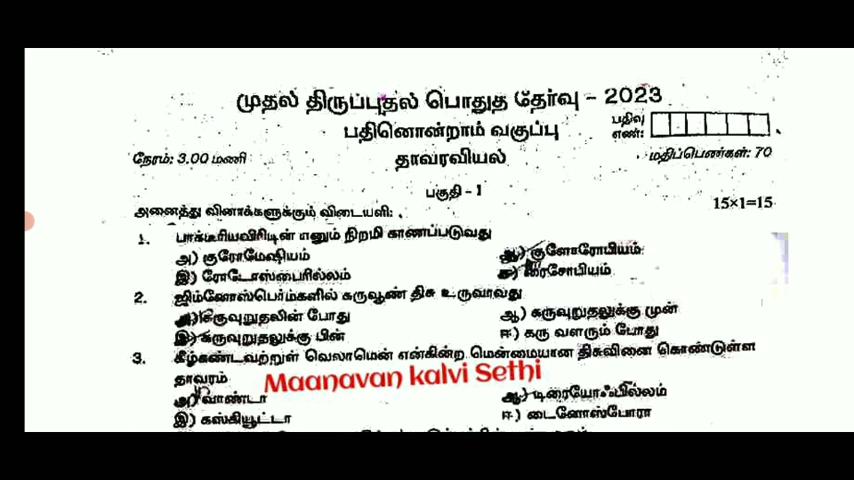 முதல் திருப்புதல் பொதுத் தேர்வு - 2023
பதினொன்றாம் வகுப்பு
பதிவு எண்:
நேரம்: 3.00 மணி
தாவரவியல்
மதிப்பெண்கள்: 70
பகுதி - I
அனைத்து வினாக்களுக்கும் விடையளி:
15×1=15
1. பாக்டீரியவிரிடின் எனும் நிறமி காணப்படுவது
அ) குரோமேஷியம் ஆ) குளோரோபியம்
இ) ரோடோஸ்பைரில்லம் ஈ) ரைசோபியம்
2. ஜிம்னோஸ்பெர்ம்களில் கருவூண் திசு உருவாவது
அ) கருவுறுதலின் போது ஆ) கருவுறுதலுக்கு முன்
இ) கருவுறுதலுக்கு பின் ஈ) கரு வளரும் போது
3. கீழ்கண்டவற்றுள் வெலாமென் என்கின்ற மென்மையான திசுவினை கொண்டுள்ள
தாவரம்
Maanavan kalvi Sethi
அ) வாண்டா ஆ) டிரையோஃபில்லம்
இ) கஸ்கியூட்டா ஈ) டைனோஸ்போரா